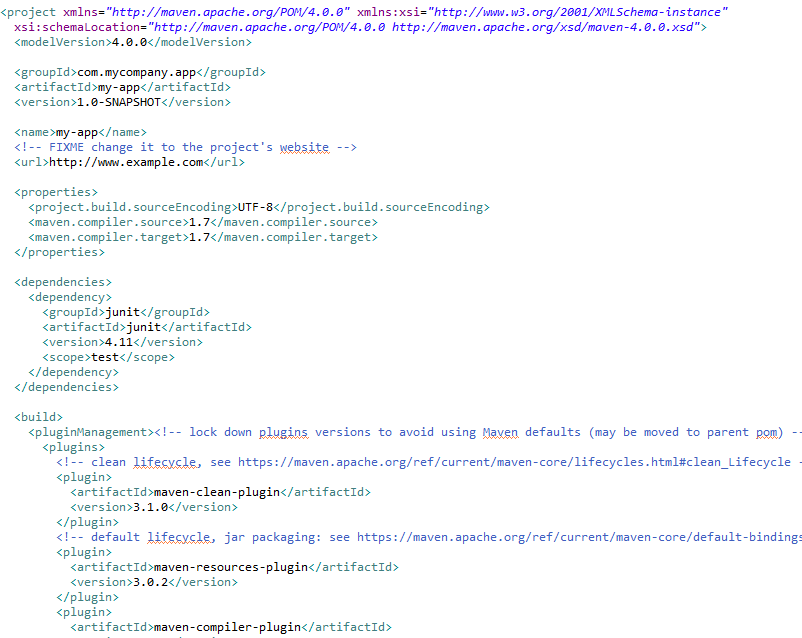 <project xmlns="http://maven.apache.org/POM/4.0.0" xmlns:xsi="http://www.w3.org/2001/XMLSchema-instance"
  xsi:schemaLocation="http://maven.apache.org/POM/4.0.0 http://maven.apache.org/xsd/maven-4.0.0.xsd">
  <modelVersion>4.0.0</modelVersion>

  <groupId>com.mycompany.app</groupId>
  <artifactId>my-app</artifactId>
  <version>1.0-SNAPSHOT</version>

  <name>my-app</name>
  <!-- FIXME change it to the project's website -->
  <url>http://www.example.com</url>

  <properties>
    <project.build.sourceEncoding>UTF-8</project.build.sourceEncoding>
    <maven.compiler.source>1.7</maven.compiler.source>
    <maven.compiler.target>1.7</maven.compiler.target>
  </properties>

  <dependencies>
    <dependency>
      <groupId>junit</groupId>
      <artifactId>junit</artifactId>
      <version>4.11</version>
      <scope>test</scope>
    </dependency>
  </dependencies>

  <build>
    <pluginManagement><!-- lock down plugins versions to avoid using Maven defaults (may be moved to parent pom) --
      <plugins>
        <!-- clean lifecycle, see https://maven.apache.org/ref/current/maven-core/lifecycles.html#clean_Lifecycle -
        <plugin>
          <artifactId>maven-clean-plugin</artifactId>
          <version>3.1.0</version>
        </plugin>
        <!-- default lifecycle, jar packaging: see https://maven.apache.org/ref/current/maven-core/default-bindings
        <plugin>
          <artifactId>maven-resources-plugin</artifactId>
          <version>3.0.2</version>
        </plugin>
        <plugin>
          <artifactId>maven-compiler-plugin</artifactId>